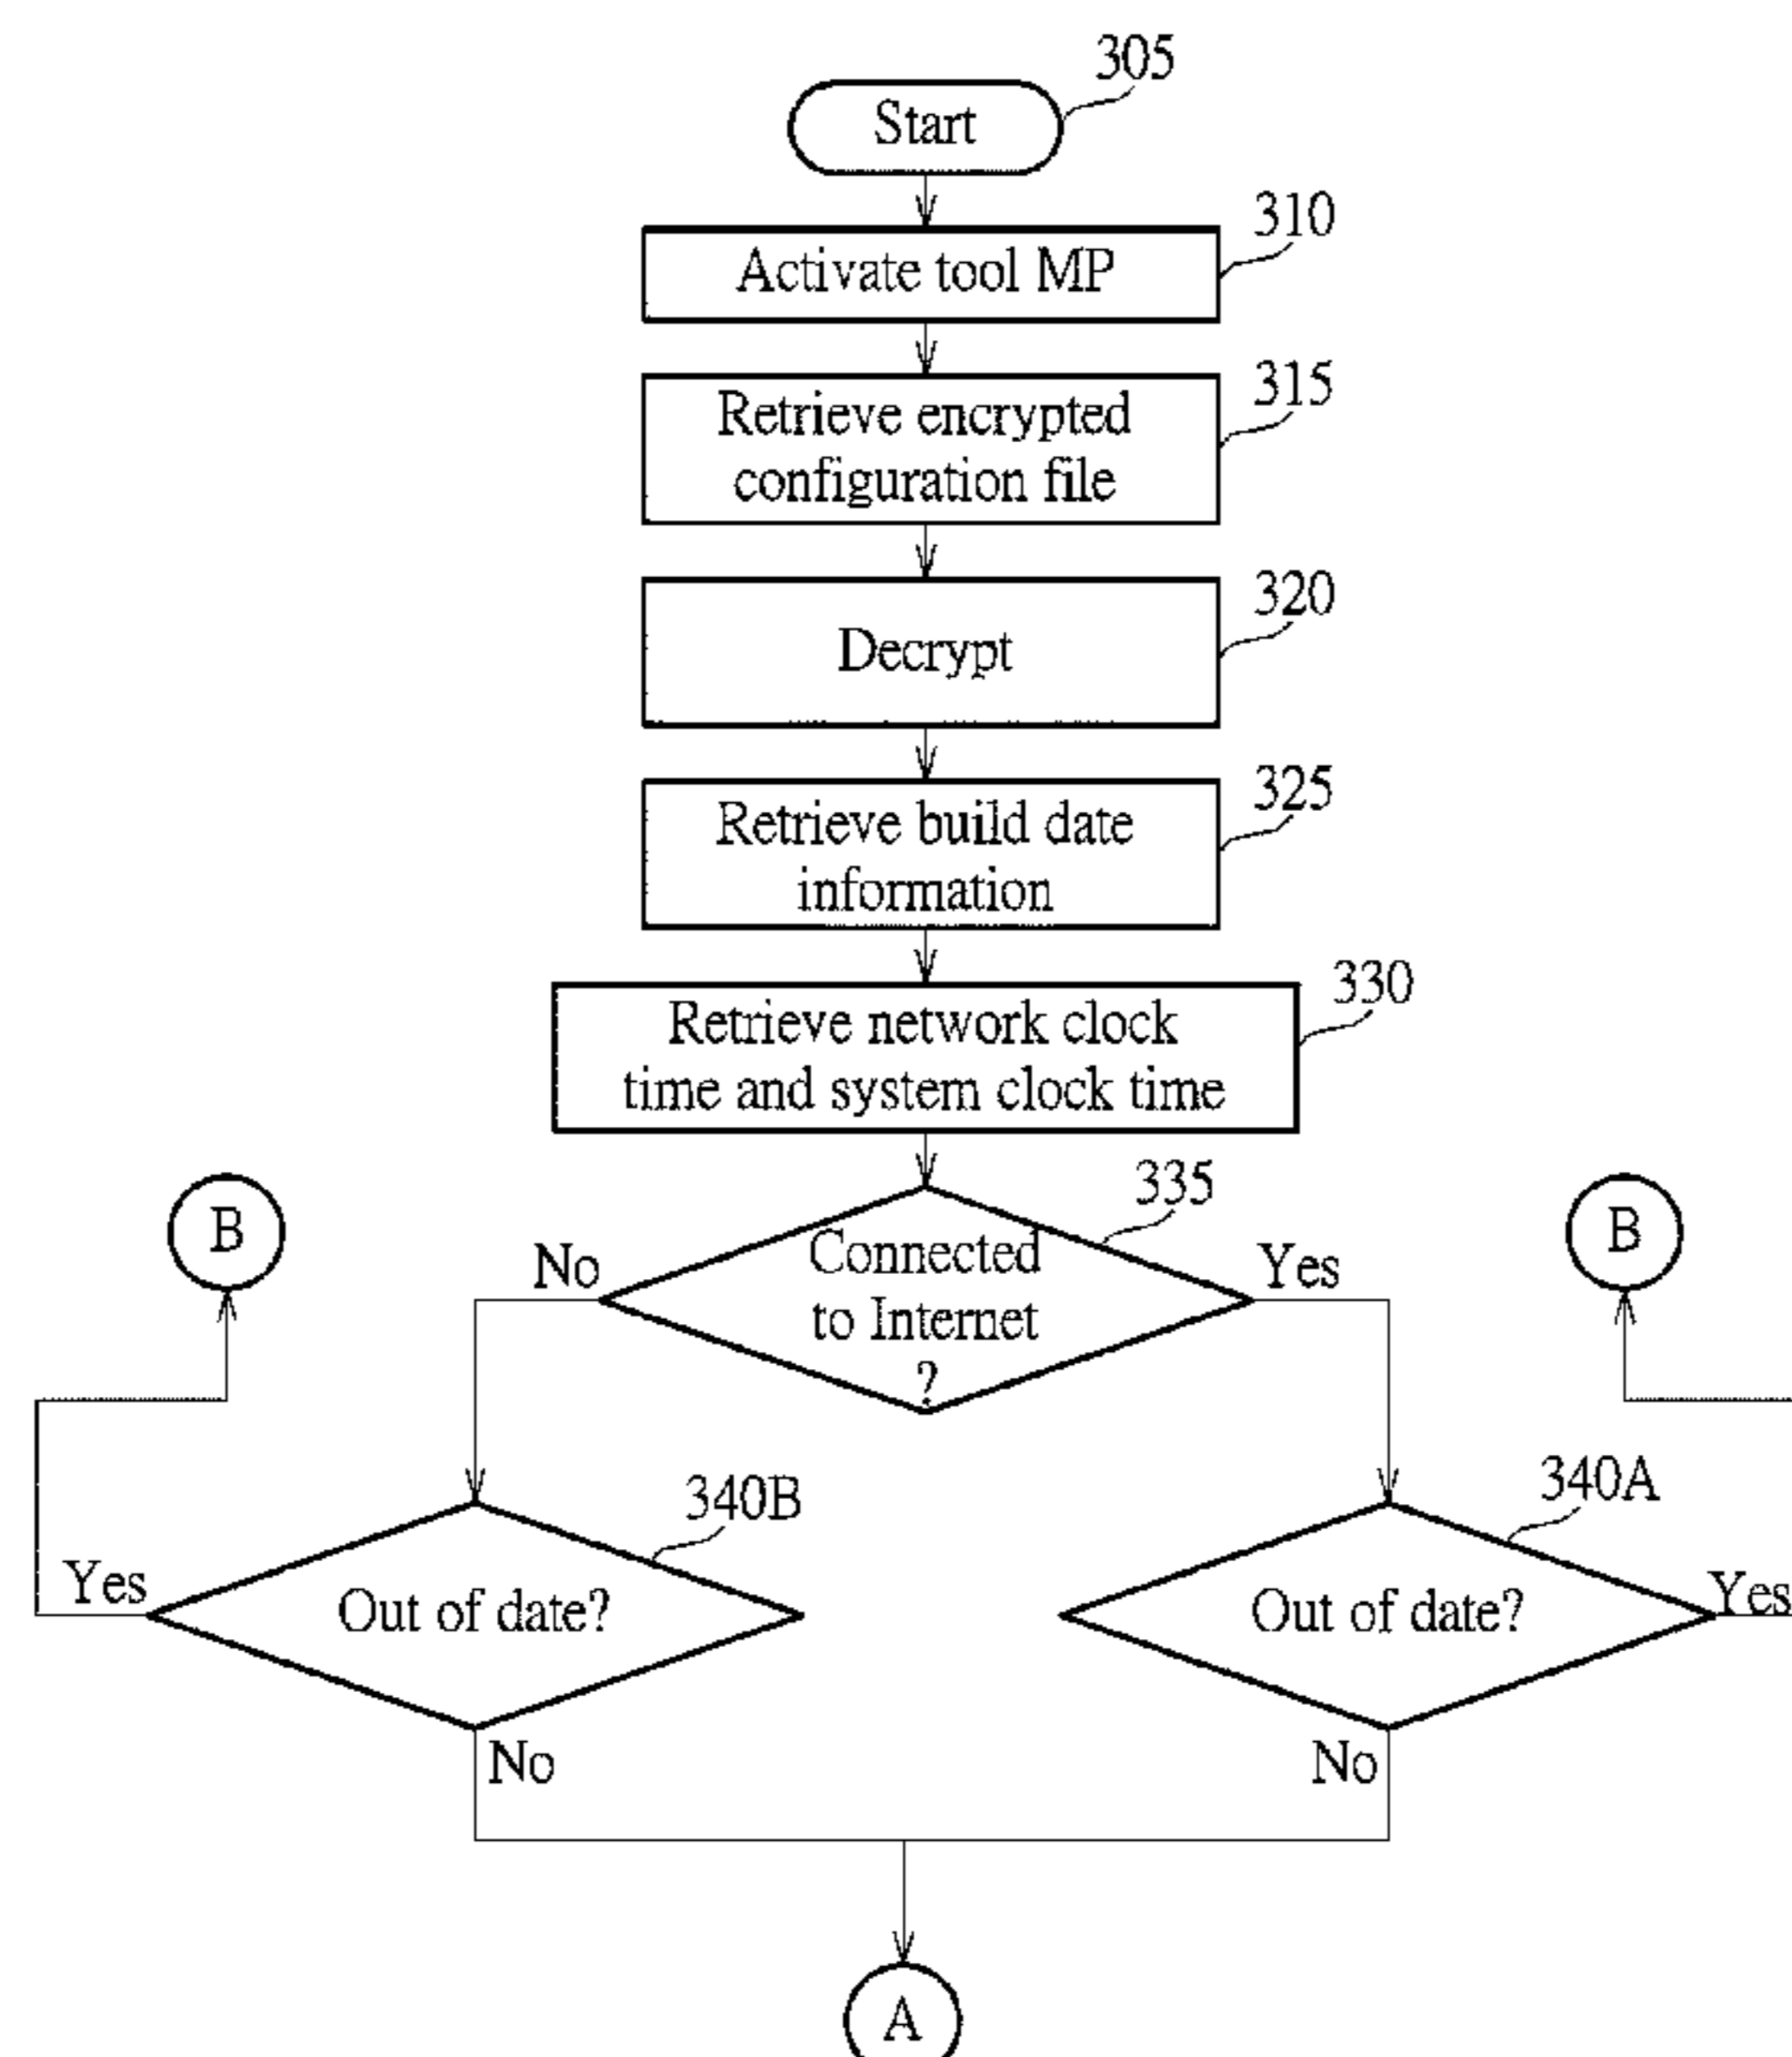 305
Start
310
Activate tool MP
315
Retrieve encrypted
configuration file
320
Decrypt
325
Retrieve build date
information
330
Retrieve network clock
time and system clock time
335
B
B
No
Connected
to Internet
?
Yes
340B
340A
Yes
Out of date?
Out of date?
Yes
No
No
A